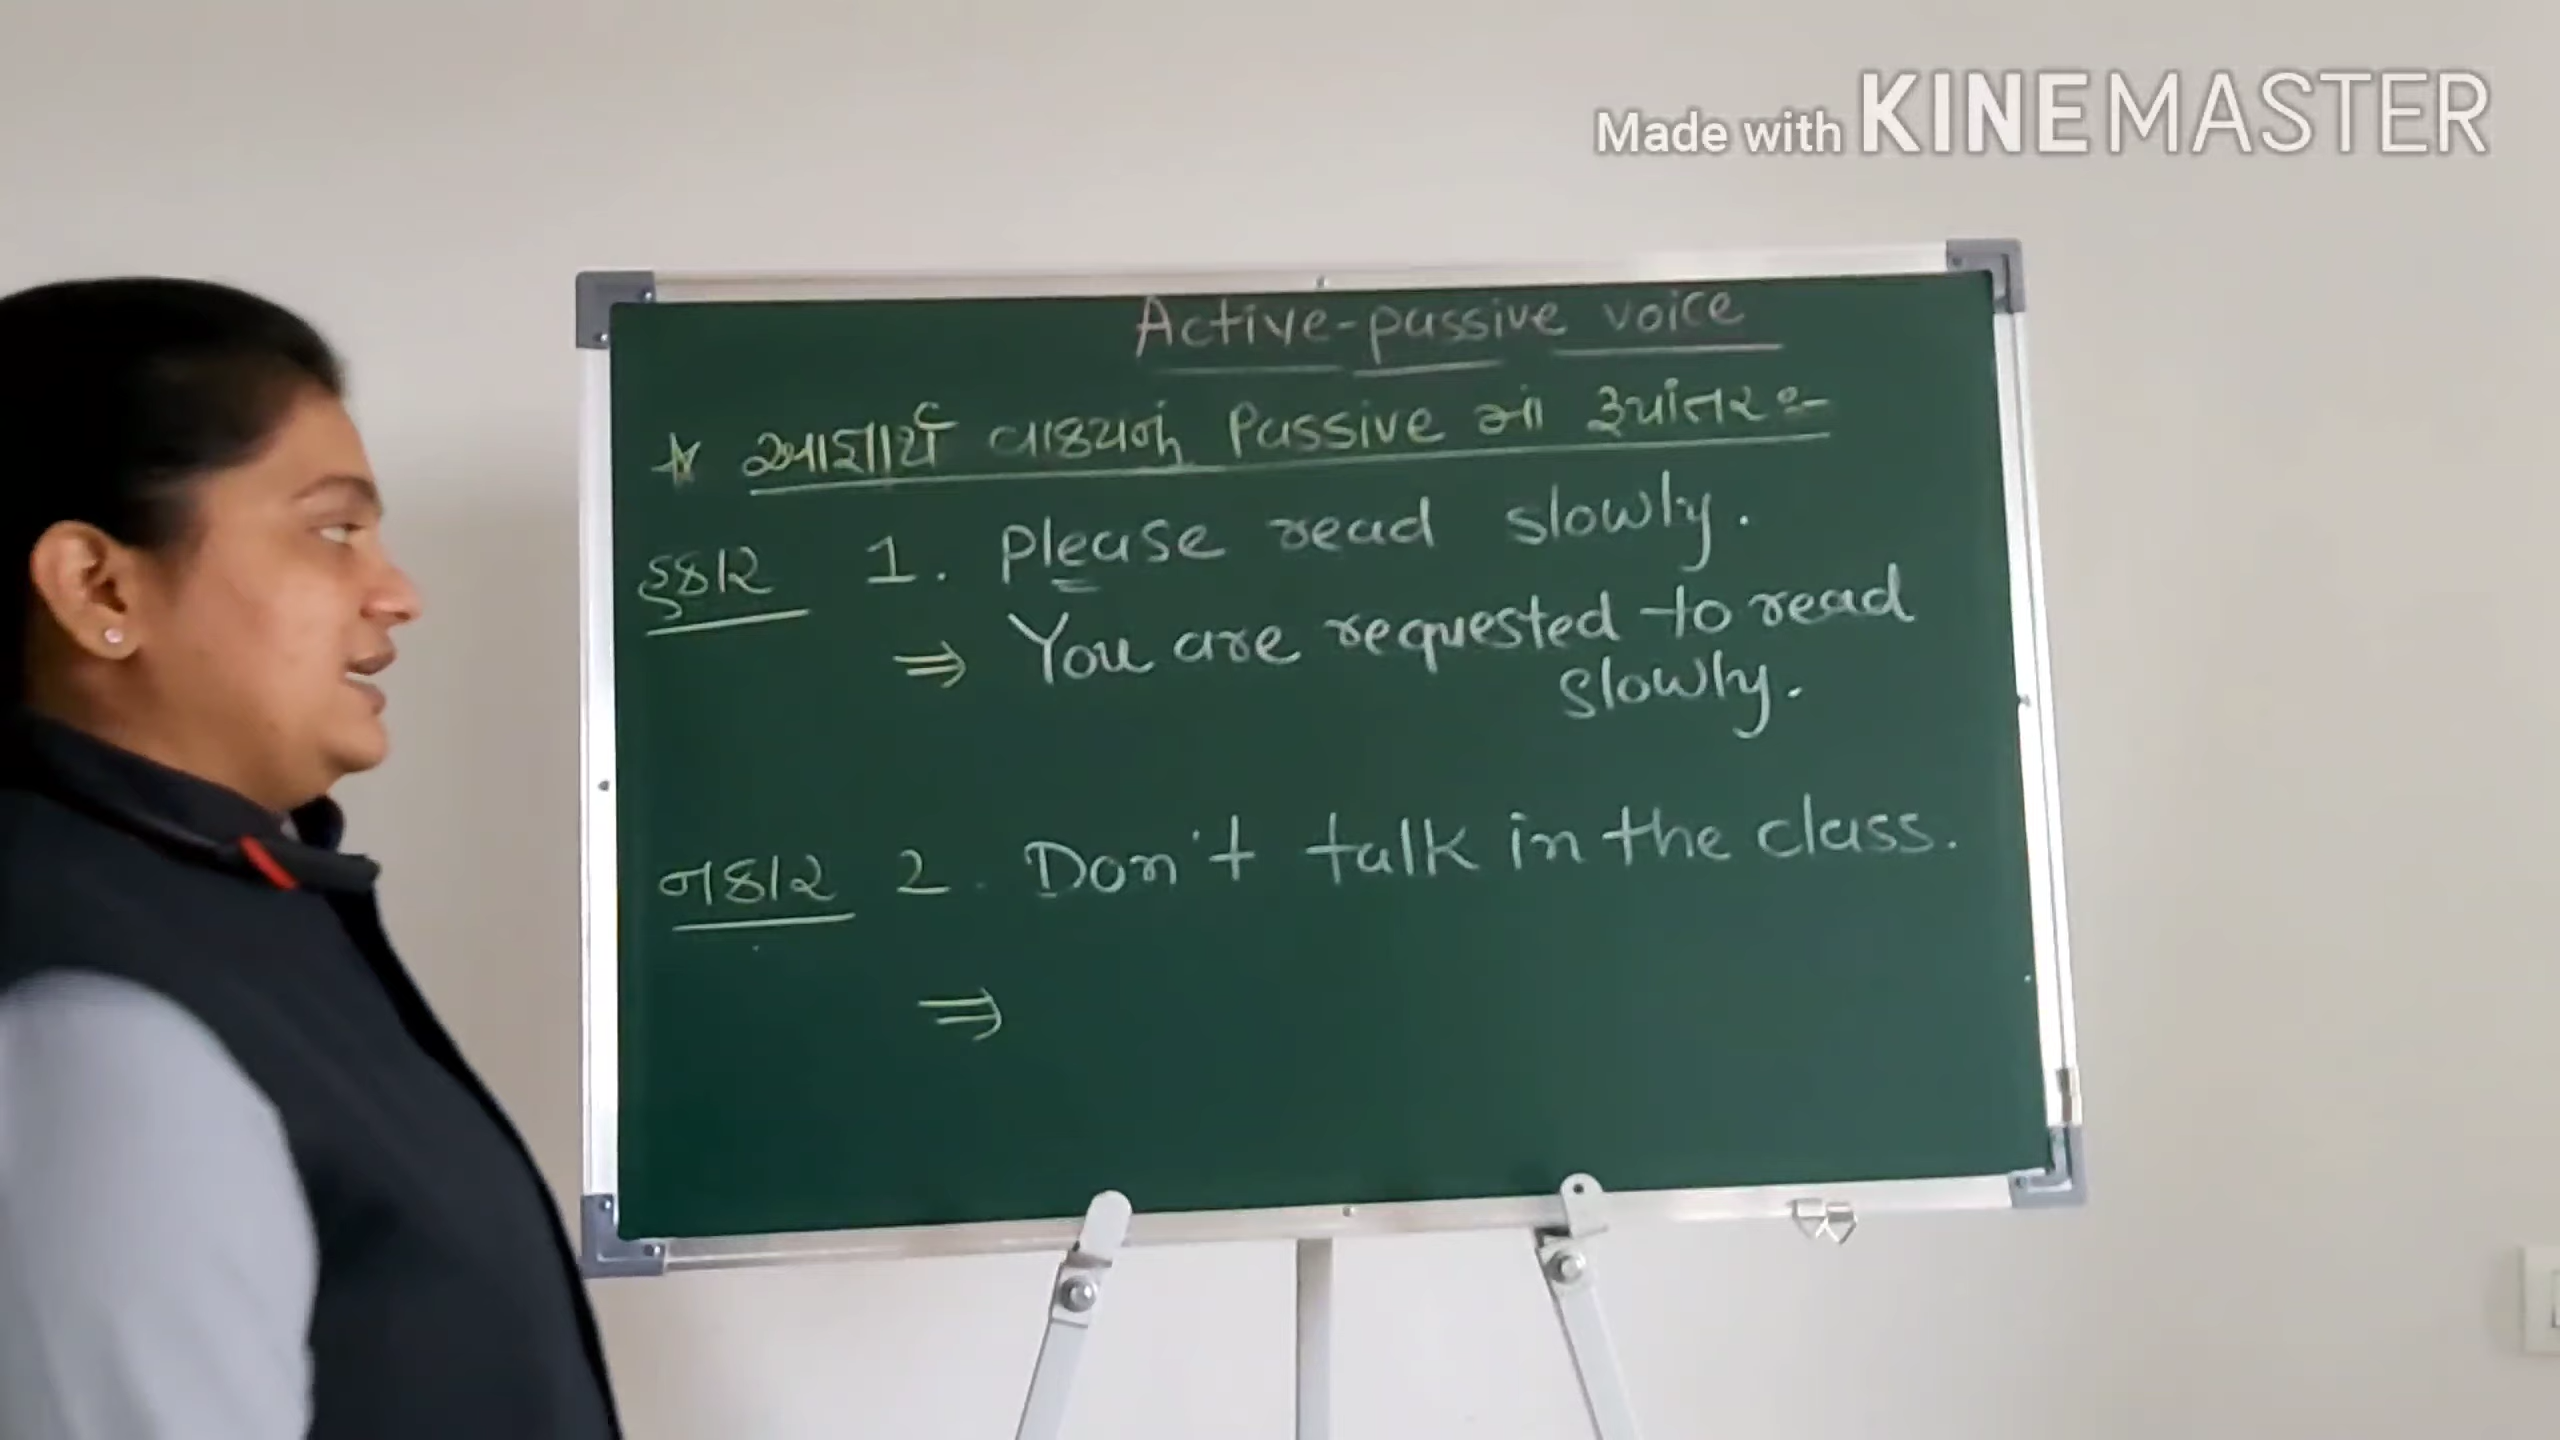 Made with KINEMASTER
Active-passive voice
* આજ્ઞાર્થ વાક્યનું Passive માં રૂપાંતર :-
હકાર 1. Please read slowly.
⇒ You are requested to read
slowly.
નકાર 2. Don't talk in the class.
⇒